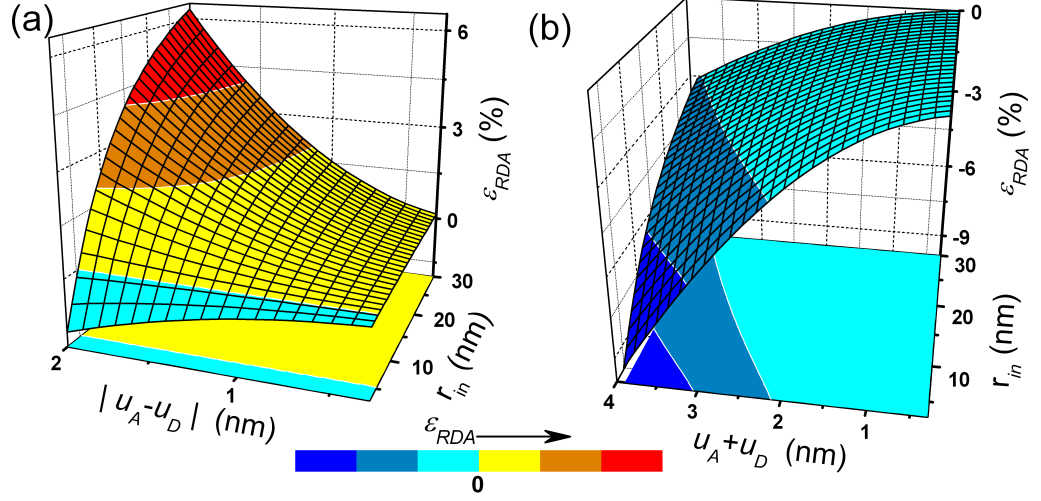 (a)
6
3
0
ε_RDA (%)
30
20
10
r_in (nm)
2
1
| u_A-u_D | (nm)
(b)
0
-3
-6
-9
ε_RDA (%)
30
20
10
r_in (nm)
4
3
2
1
u_A+u_D (nm)
ε_RDA
0